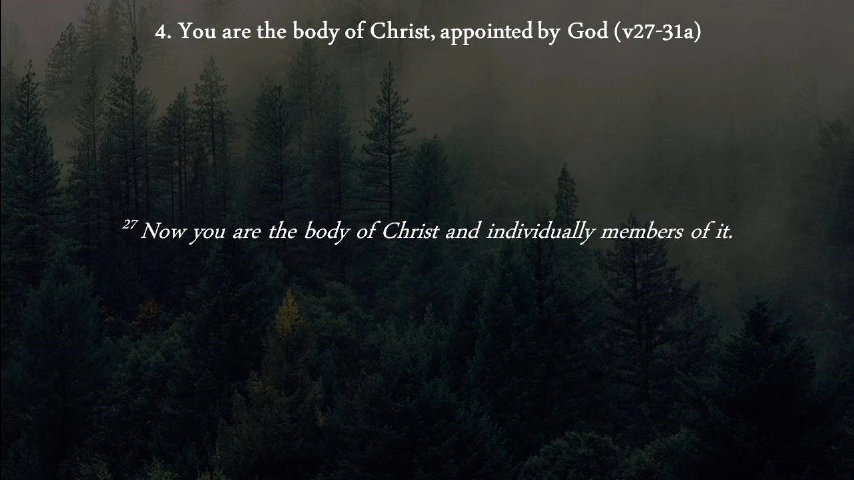 4. You are the body of Christ, appointed by God (v27-31a)
27 Now you are the body of Christ and individually members of it.